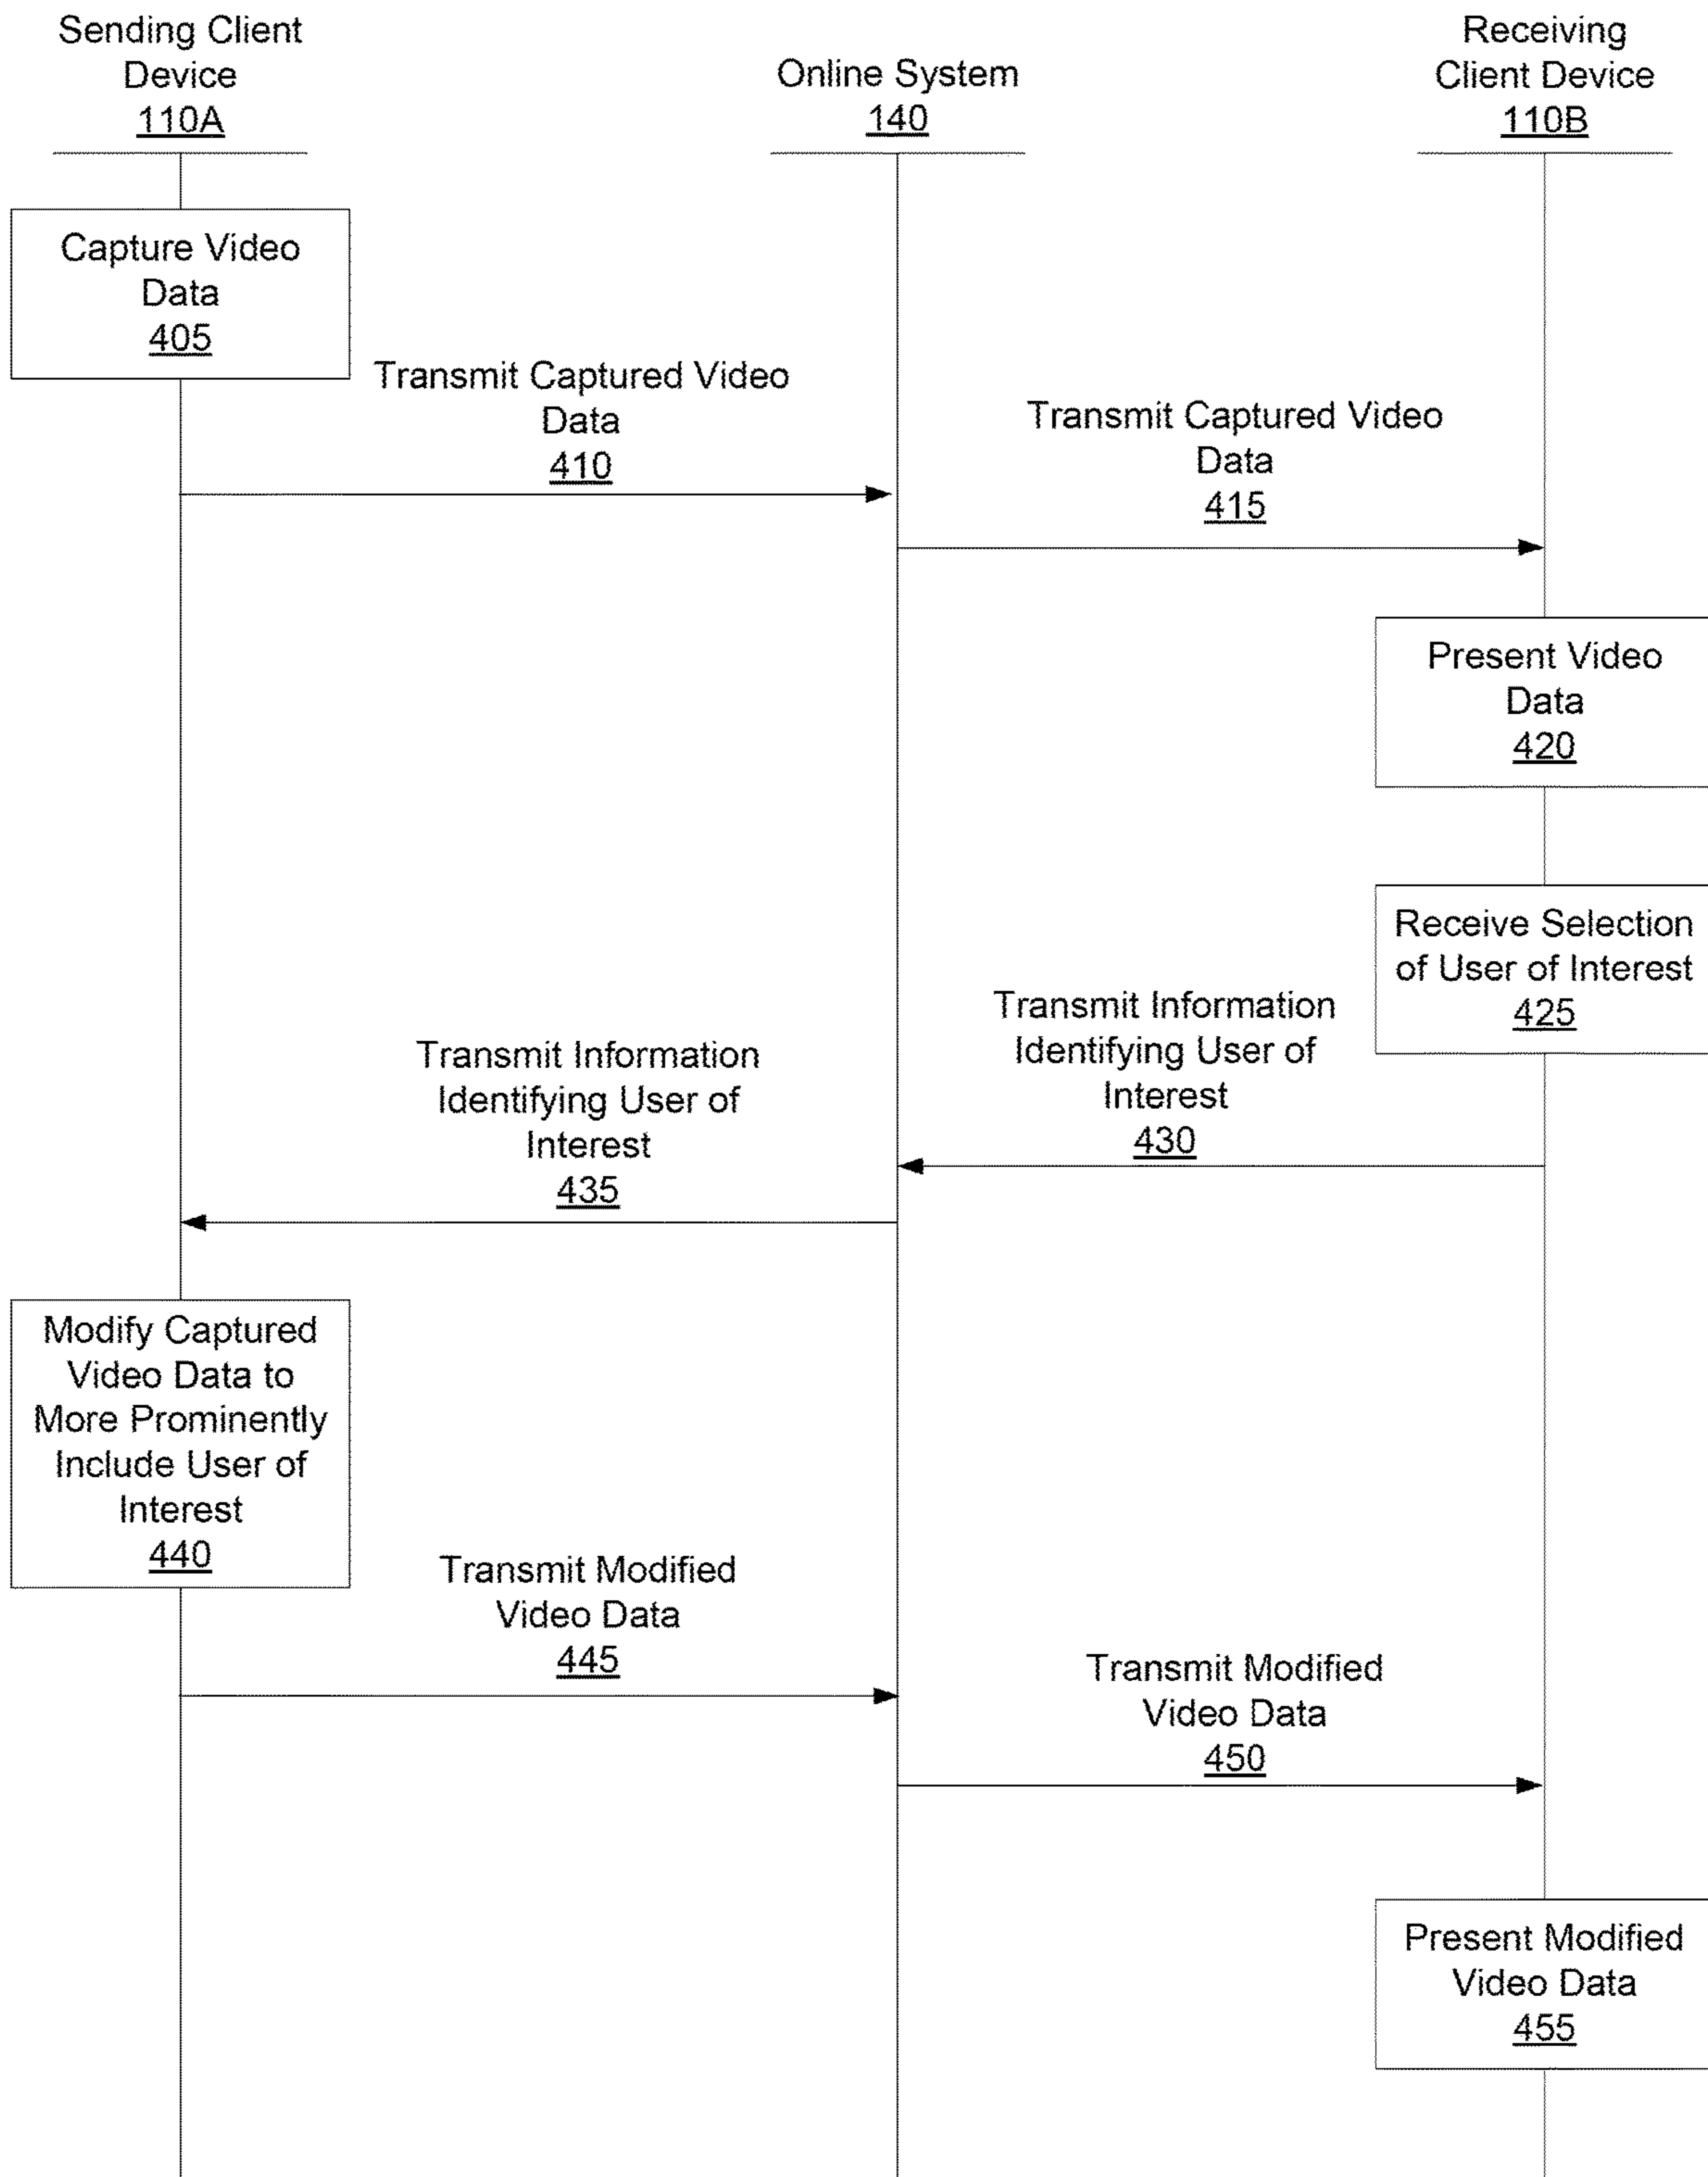 Sending Client
Device
110A
Online System
140
Receiving
Client Device
110B
Capture Video
Data
405
Transmit Captured Video
Data
410
Transmit Captured Video
Data
415
Present Video
Data
420
Receive Selection
of User of Interest
425
Transmit Information
Identifying User of
Interest
430
Transmit Information
Identifying User of
Interest
435
Modify Captured
Video Data to
More Prominently
Include User of
Interest
440
Transmit Modified
Video Data
445
Transmit Modified
Video Data
450
Present Modified
Video Data
455